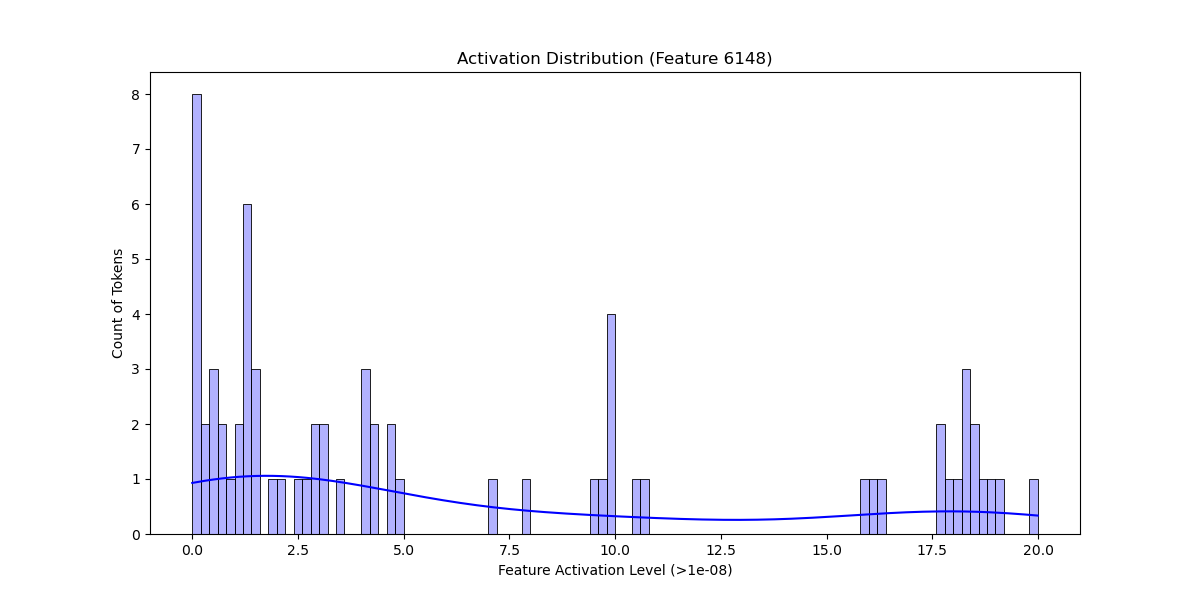 Activation Distribution (Feature 6148)
8
7
6
5
4
3
2
1
0
Count of Tokens
0.0 2.5 5.0 7.5 10.0 12.5 15.0 17.5 20.0
Feature Activation Level (>1e-08)